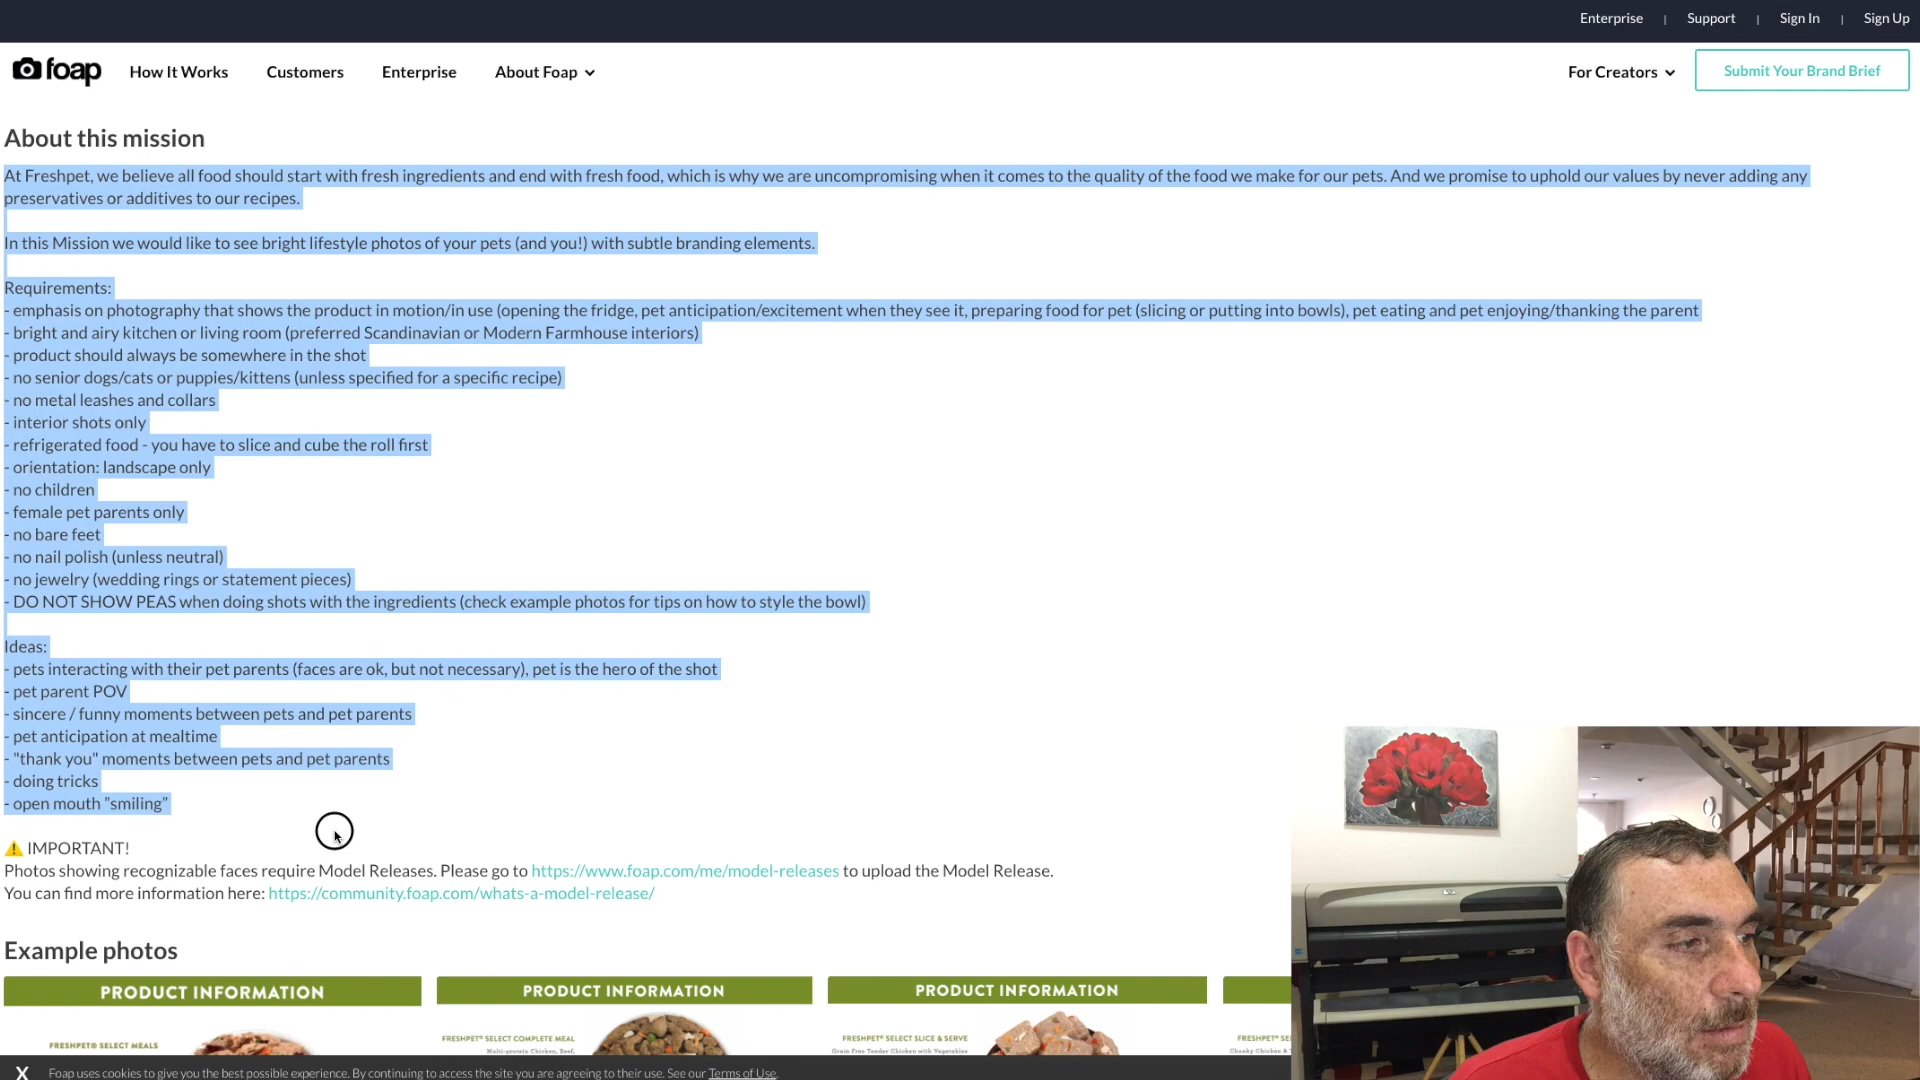 Enterprise | Support | Sign In | Sign Up
foap How It Works Customers Enterprise About Foap For Creators Submit Your Brand Brief
About this mission
At Freshpet, we believe all food should start with fresh ingredients and end with fresh food, which is why we are uncompromising when it comes to the quality of the food we make for our pets. And we promise to uphold our values by never adding any
preservatives or additives to our recipes.
In this Mission we would like to see bright lifestyle photos of your pets (and you!) with subtle branding elements.
Requirements:
- emphasis on photography that shows the product in motion/in use (opening the fridge, pet anticipation/excitement when they see it, preparing food for pet (slicing or putting into bowls), pet eating and pet enjoying/thanking the parent
- bright and airy kitchen or living room (preferred Scandinavian or Modern Farmhouse interiors)
- product should always be somewhere in the shot
- no senior dogs/cats or puppies/kittens (unless specified for a specific recipe)
- no metal leashes and collars
- interior shots only
- refrigerated food - you have to slice and cube the roll first
- orientation: landscape only
- no children
- female pet parents only
- no bare feet
- no nail polish (unless neutral)
- no jewelry (wedding rings or statement pieces)
- DO NOT SHOW PEAS when doing shots with the ingredients (check example photos for tips on how to style the bowl)
Ideas:
- pets interacting with their pet parents (faces are ok, but not necessary), pet is the hero of the shot
- pet parent POV
- sincere / funny moments between pets and pet parents
- pet anticipation at mealtime
- "thank you" moments between pets and pet parents
- doing tricks
- open mouth ”smiling”
⚠️ IMPORTANT!
Photos showing recognizable faces require Model Releases. Please go to https://www.foap.com/me/model-releases to upload the Model Release.
You can find more information here: https://community.foap.com/whats-a-model-release/
Example photos
PRODUCT INFORMATION PRODUCT INFORMATION PRODUCT INFORMATION
FRESHPET® SELECT MEALS FRESHPET® SELECT COMPLETE MEAL FRESHPET® SELECT SLICE & SERVE FRESHPET® SE
Multi-protein Chicken, Beef, Grain Free Tender Chicken with Vegetables Chunky Chicken &
X Foap uses cookies to give you the best possible experience. By continuing to access the site you are agreeing to their use. See our Terms of Use.